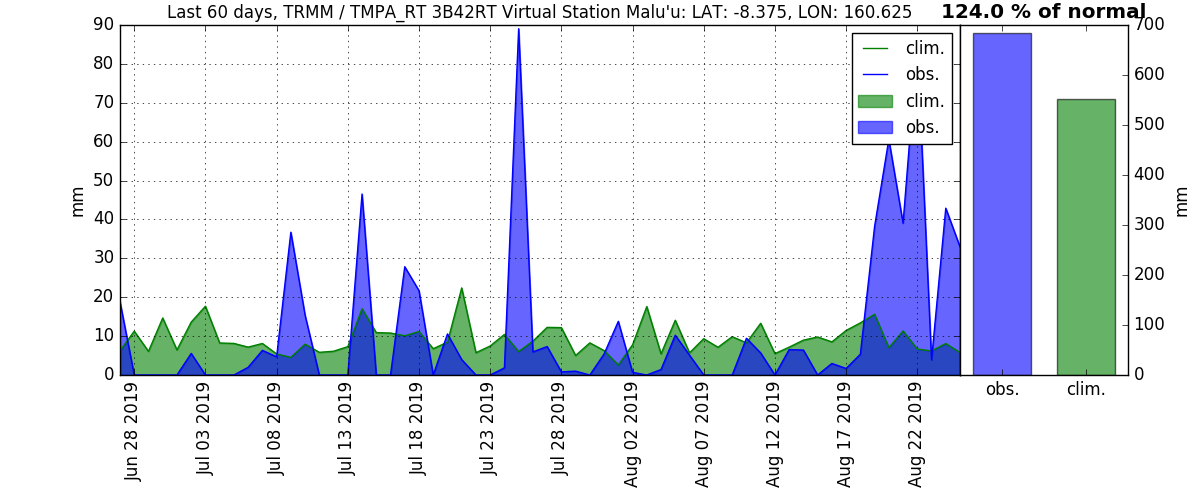 Last 60 days, TRMM / TMPA_RT 3B42RT Virtual Station Malu'u: LAT: -8.375, LON: 160.625
124.0 % of normal
90
80
70
60
50
40
30
20
10
0
mm
clim.
obs.
clim.
obs.
Jun 28 2019
Jul 03 2019
Jul 08 2019
Jul 13 2019
Jul 18 2019
Jul 23 2019
Jul 28 2019
Aug 02 2019
Aug 07 2019
Aug 12 2019
Aug 17 2019
Aug 22 2019
700
600
500
400
300
200
100
0
mm
obs.
clim.